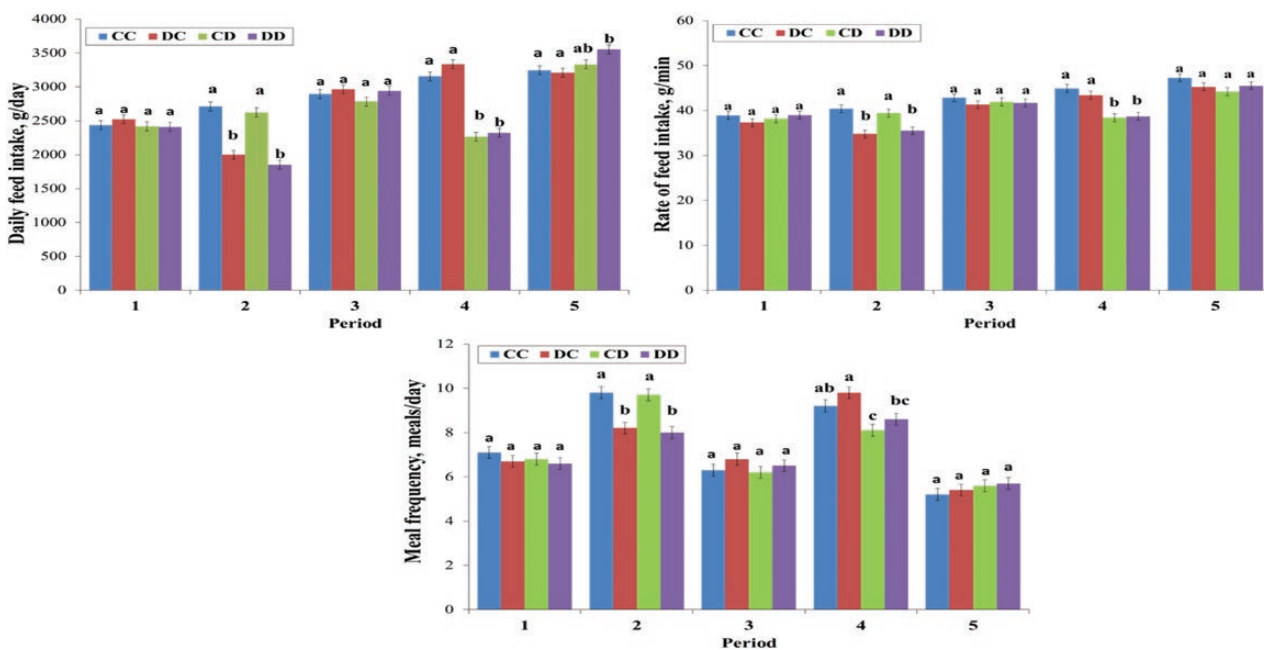 Daily feed intake, g/day
4000
3500
3000
2500
2000
1500
1000
500
0
CC DC CD DD
a a a a
a b a b
a a a a
a a b b
a a ab b
1 2 3 4 5
Period
Rate of feed intake, g/min
60
50
40
30
20
10
0
CC DC CD DD
a a a a
a b a b
a a a a
a a b b
a a a a
1 2 3 4 5
Period
Meal frequency, meals/day
12
10
8
6
4
2
0
CC DC CD DD
a a a a
a b a b
a a a a
ab a c bc
a a a a
1 2 3 4 5
Period